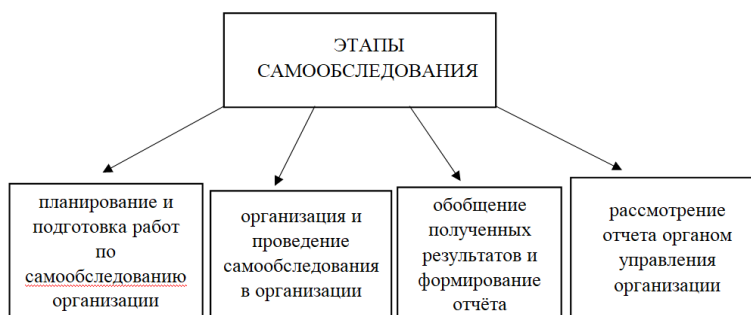 ЭТАПЫ
САМООБСЛЕДОВАНИЯ
планирование и
подготовка работ
по
самообследованию
организации
организация и
проведение
самообследования
в организации
обобщение
полученных
результатов и
формирование
отчёта
рассмотрение
отчета органом
управления
организации